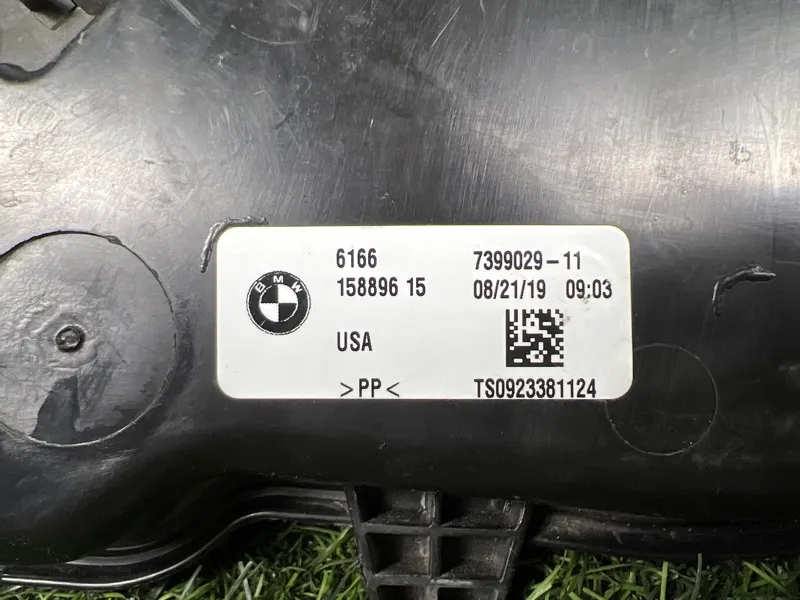 BMW
6166 7399029-11
158896 15 08/21/19 09:03
USA
>PP< TS0923381124